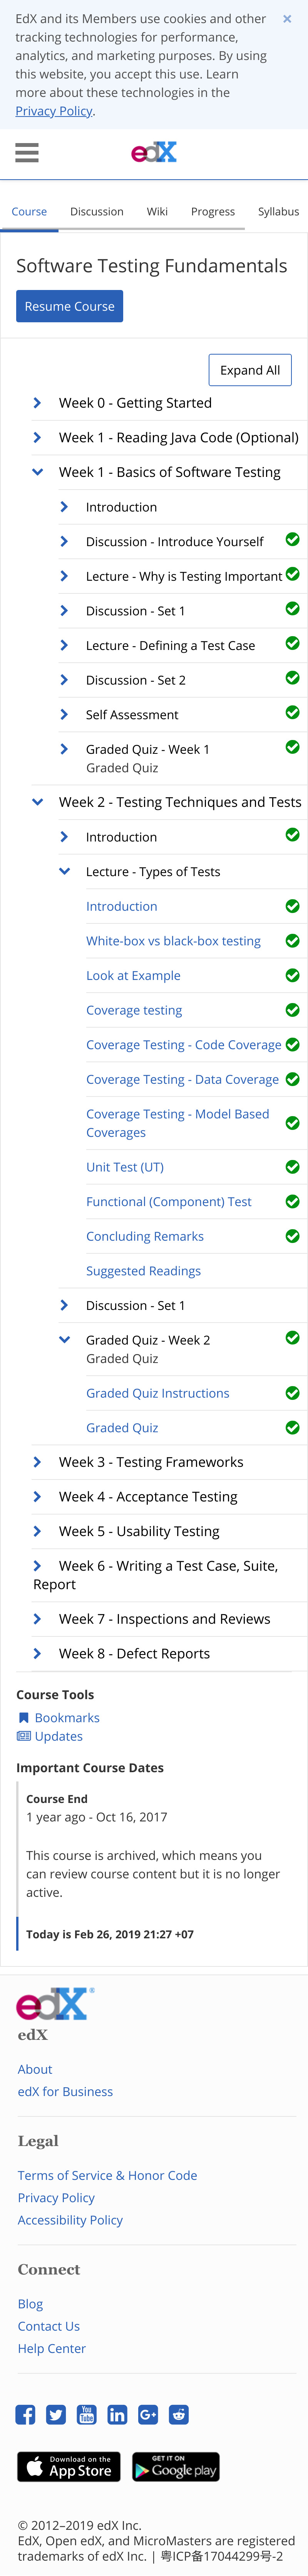 EdX and its Members use cookies and other
tracking technologies for performance,
analytics, and marketing purposes. By using
this website, you accept this use. Learn
more about these technologies in the
Privacy Policy.
edX
Course Discussion Wiki Progress Syllabus
Software Testing Fundamentals
Resume Course
Expand All
Week 0 - Getting Started
Week 1 - Reading Java Code (Optional)
Week 1 - Basics of Software Testing
Introduction
Discussion - Introduce Yourself
Lecture - Why is Testing Important
Discussion - Set 1
Lecture - Defining a Test Case
Discussion - Set 2
Self Assessment
Graded Quiz - Week 1
Graded Quiz
Week 2 - Testing Techniques and Tests
Introduction
Lecture - Types of Tests
Introduction
White-box vs black-box testing
Look at Example
Coverage testing
Coverage Testing - Code Coverage
Coverage Testing - Data Coverage
Coverage Testing - Model Based
Coverages
Unit Test (UT)
Functional (Component) Test
Concluding Remarks
Suggested Readings
Discussion - Set 1
Graded Quiz - Week 2
Graded Quiz
Graded Quiz Instructions
Graded Quiz
Week 3 - Testing Frameworks
Week 4 - Acceptance Testing
Week 5 - Usability Testing
Week 6 - Writing a Test Case, Suite,
Report
Week 7 - Inspections and Reviews
Week 8 - Defect Reports
Course Tools
Bookmarks
Updates
Important Course Dates
Course End
1 year ago - Oct 16, 2017
This course is archived, which means you
can review course content but it is no longer
active.
Today is Feb 26, 2019 21:27 +07
edX®
edX
About
edX for Business
Legal
Terms of Service & Honor Code
Privacy Policy
Accessibility Policy
Connect
Blog
Contact Us
Help Center
You Tube in G+
Download on the
App Store
GET IT ON
Google play
© 2012–2019 edX Inc.
EdX, Open edX, and MicroMasters are registered
trademarks of edX Inc. | 粤ICP备17044299号-2